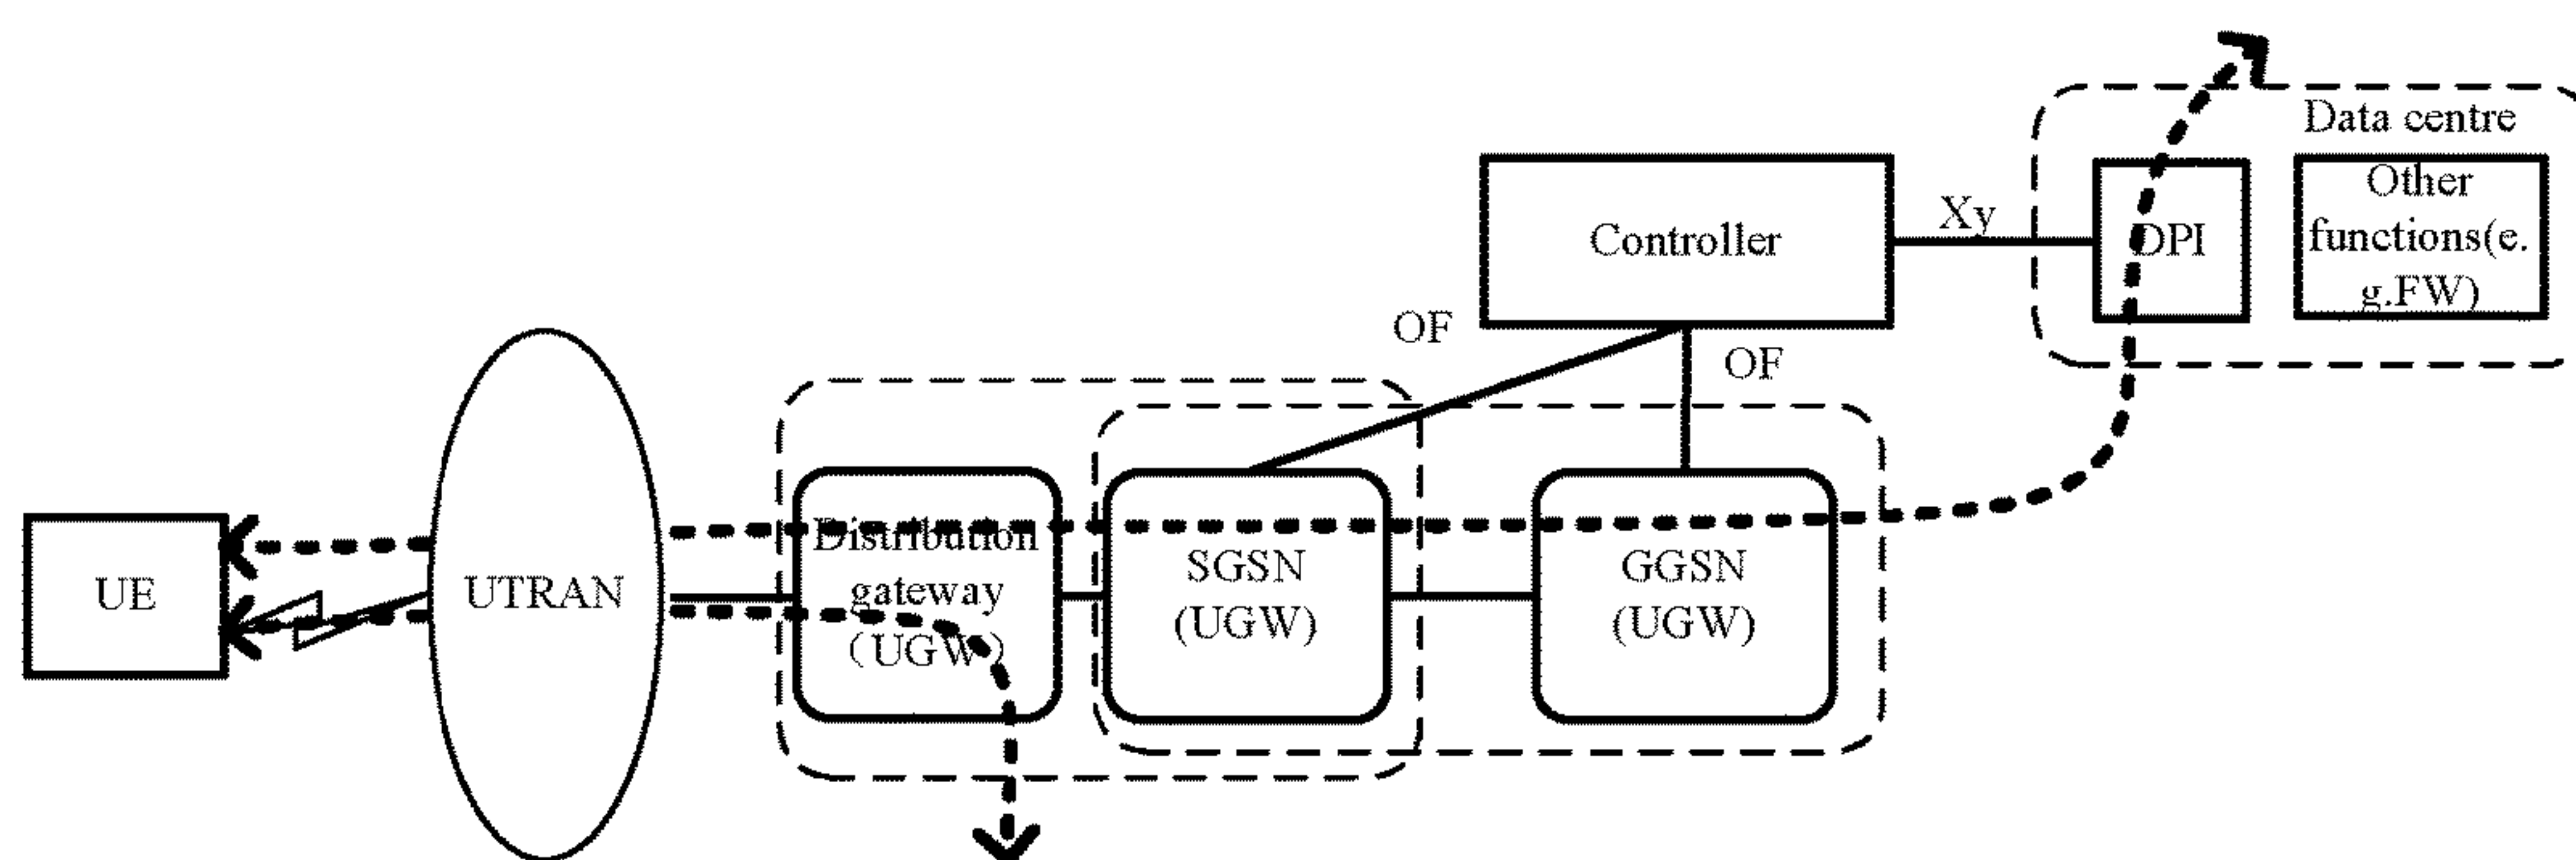 Data centre
Controller
Xy
DPI
Other
functions(e.
g.FW)
OF
OF
UE
UTRAN
Distribution
gateway
（UGW）
SGSN
(UGW)
GGSN
(UGW)